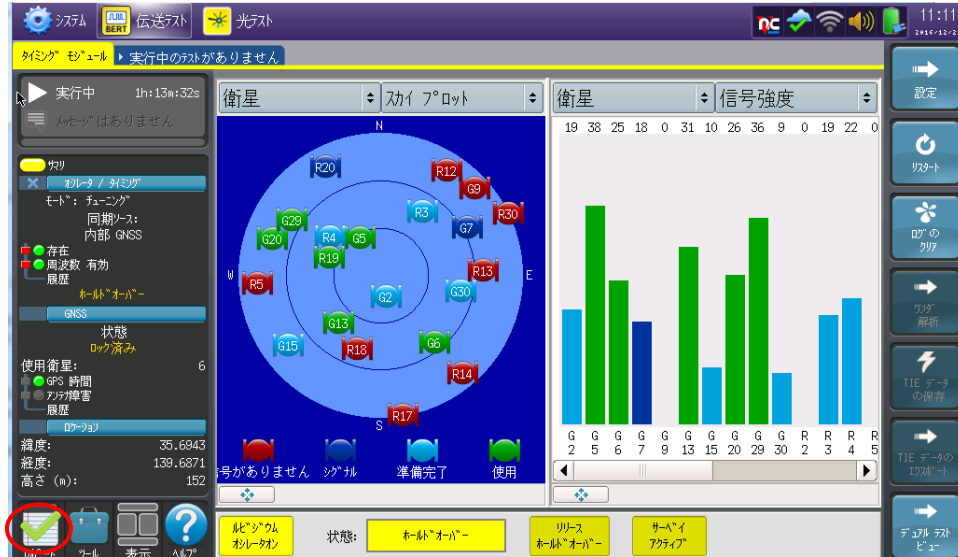 システム
BERT
伝送テスト
光テスト
11:11
タイミング モジュール
実行中のテストがありません
実行中 1h:13m:32s
メッセージはありません
サマリ
オシレータ / タイミング
モード: チューニング
同期ソース:
内部 GNSS
存在
周波数 有効
履歴
ホールドオーバー
GNSS
状態
ロック済み
使用衛星: 6
GPS 時間
アンテナ障害
履歴
ロケーション
緯度: 35.6943
経度: 139.6871
高さ (m): 152
ツール
表示
ヘルプ
衛星 スカイ プロット
N
R20
R12
G9
R3
R30
G29
G7
G20
R4
G5
R19
W
R5
R13
E
G2
G30
G13
G15
R18
G6
R14
R17
S
号がありません シグナル 準備完了 使用
衛星 信号強度
19 38 25 18 0 31 10 26 36 9 0 19 22 0
G G G G G G G G G G R R R R
2 5 6 7 9 13 15 20 29 30 2 3 4 5
ルビジウム
オシレータオン
状態:
ホールドオーバー
リリース
ホールドオーバー
サーベイ
アクティブ
設定
リスタート
ログの
クリア
ワンダ
解析
TIE データ
の保存
TIE データの
エクスポート
デュアル テスト
ビュー